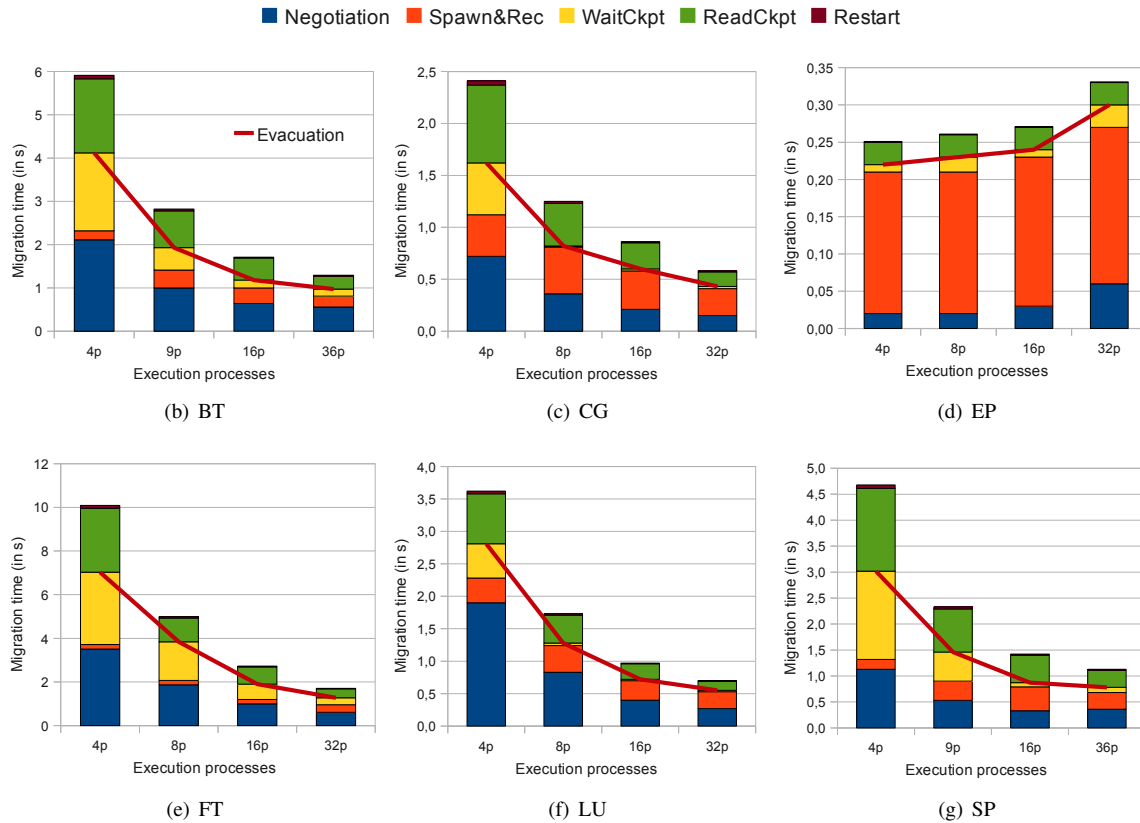 Negotiation Spawn&Rec WaitCkpt ReadCkpt Restart
Migration time (in s)
6
5
4
3
2
1
0
Evacuation
4p 9p 16p 36p
Execution processes
(b) BT
Migration time (in s)
2,5
2,0
1,5
1,0
0,5
0,0
4p 8p 16p 32p
Execution processes
(c) CG
Migration time (in s)
0,35
0,30
0,25
0,20
0,15
0,10
0,05
0,00
4p 8p 16p 32p
Execution processes
(d) EP
Migration time (in s)
12
10
8
6
4
2
0
4p 8p 16p 32p
Execution processes
(e) FT
Migration time (in s)
4,0
3,5
3,0
2,5
2,0
1,5
1,0
0,5
0,0
4p 8p 16p 32p
Execution processes
(f) LU
Migration time (in s)
5,0
4,5
4,0
3,5
3,0
2,5
2,0
1,5
1,0
0,5
0,0
4p 9p 16p 36p
Execution processes
(g) SP